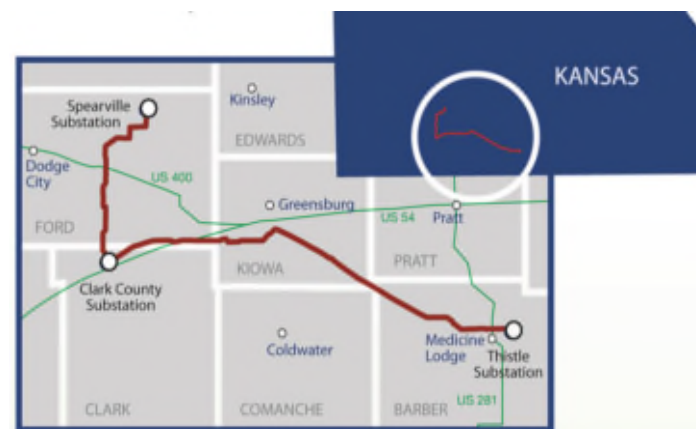 KANSAS
Spearville
Substation
Kinsley
EDWARDS
Dodge
City
US 400
Greensburg
FORD
US 54
Pratt
KIOWA
PRATT
Clark County
Substation
Coldwater
Medicine
Lodge
Thistle
Substation
CLARK
COMANCHE
BARBER
US 281